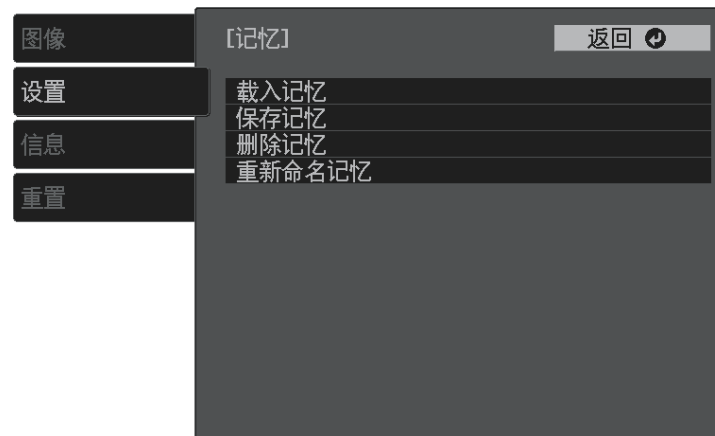 图像
设置
信息
重置
[记忆]
返回
载入记忆
保存记忆
删除记忆
重新命名记忆